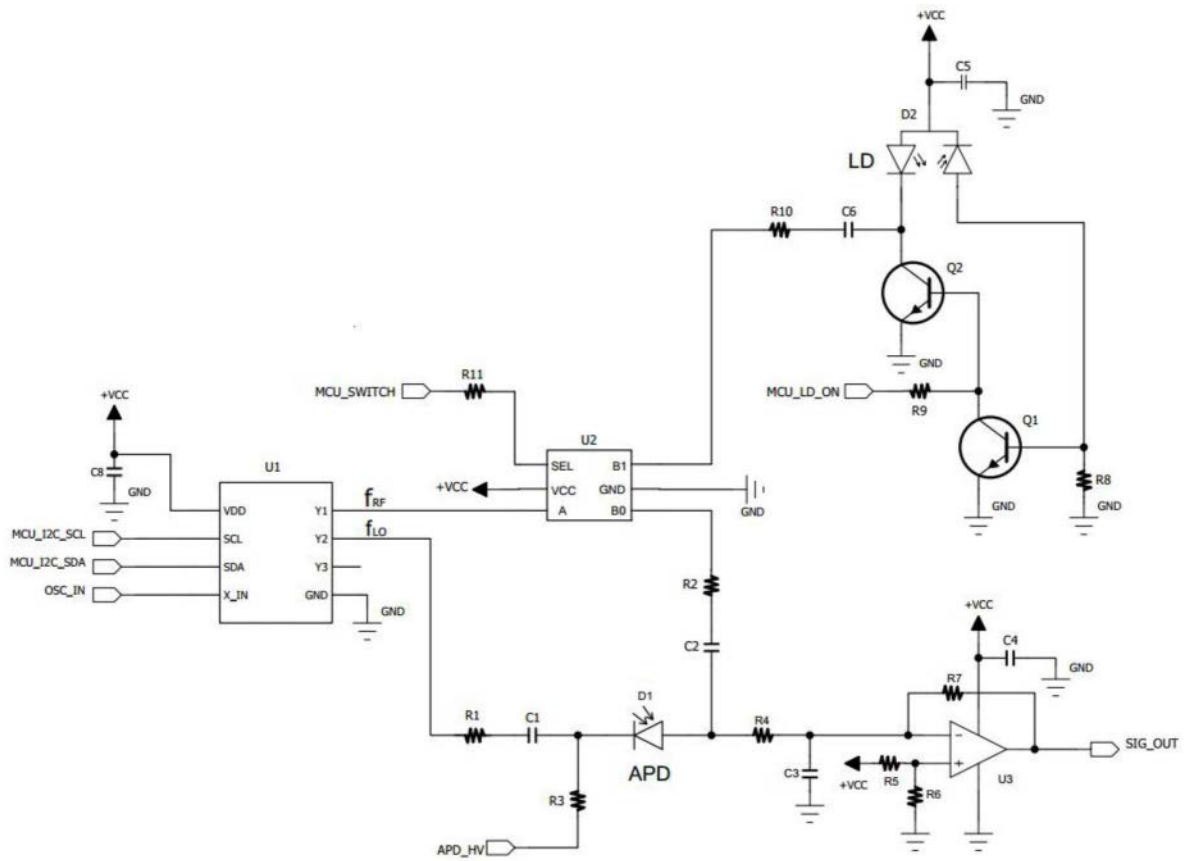 +VCC
C5
GND
D2
LD
R10
C6
Q2
GND
MCU_SWITCH
R11
MCU_LD_ON
R9
Q1
+VCC
C8
GND
U1
VDD
SCL
SDA
X_IN
Y1
Y2
Y3
GND
MCU_I2C_SCL
MCU_I2C_SDA
OSC_IN
GND
fRF
fLO
U2
SEL
VCC
A
B1
GND
B0
+VCC
GND
R8
GND
GND
R2
C2
+VCC
C4
GND
R1
C1
D1
APD
R4
R7
C3
+VCC
R5
R6
-
+
U3
SIG_OUT
R3
APD_HV